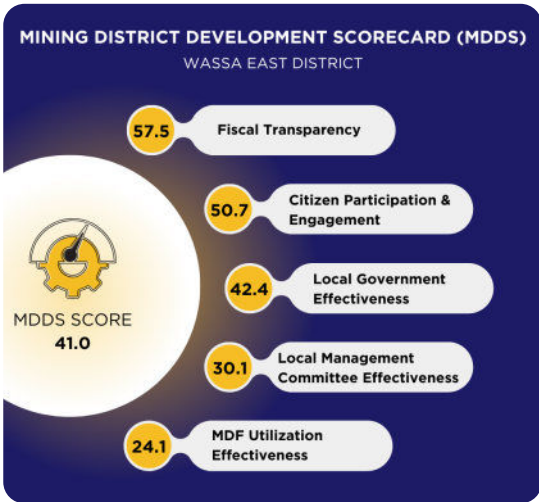 MINING DISTRICT DEVELOPMENT SCORECARD (MDDS)
WASSA EAST DISTRICT
57.5
Fiscal Transparency
50.7
Citizen Participation &
Engagement
42.4
Local Government
Effectiveness
MDDS SCORE
41.0
30.1
Local Management
Committee Effectiveness
24.1
MDF Utilization
Effectiveness